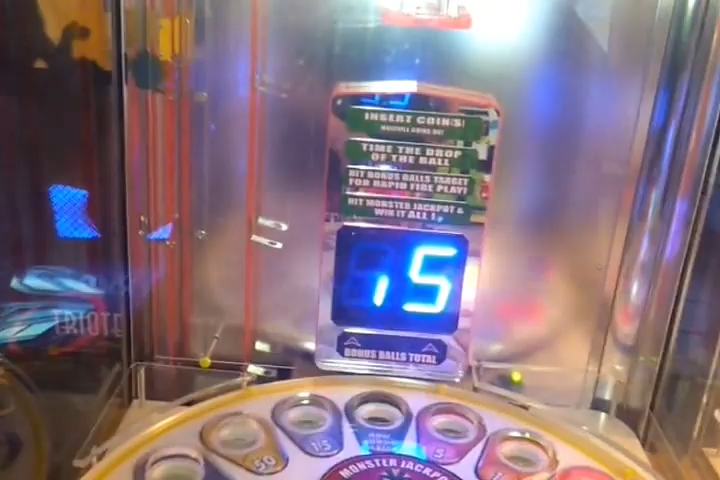 INSERT COINS!
TIME THE DROP
OF THE BALL
HIT BONUS BALLS TARGET
FOR RAPID FIRE PLAY!
HIT MONSTER JACKPOT &
WIN IT ALL!
15
BONUS BALLS TOTAL
50
15
5
MONSTER JACKPOT